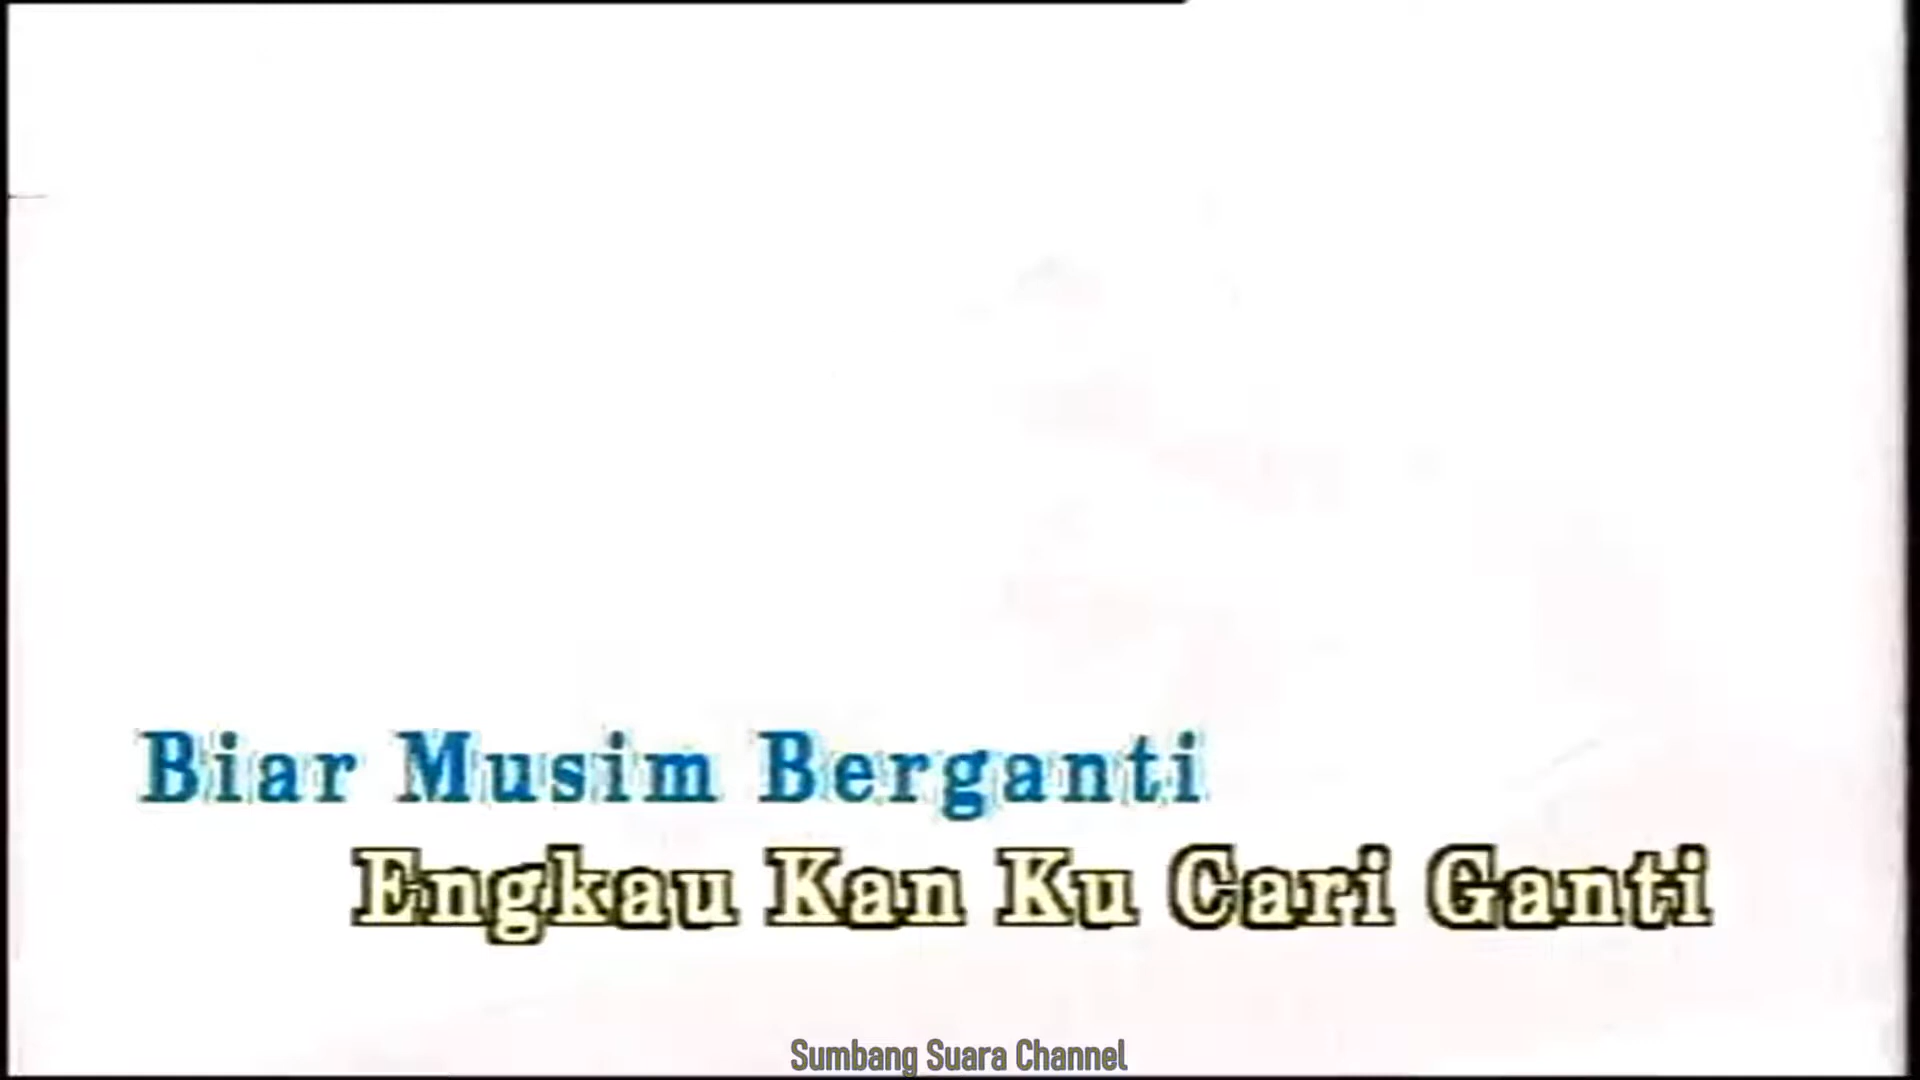 Biar Musim Berganti
Engkau Kan Ku Cari Ganti
Sumbang Suara Channel